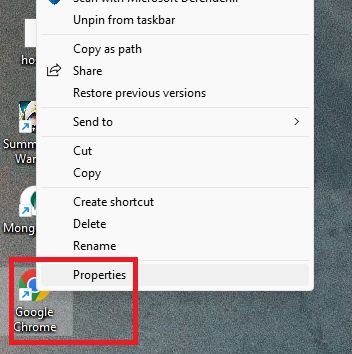 Scan with Microsoft Defender...
Unpin from taskbar
Copy as path
Share
Restore previous versions
Send to
Cut
Copy
Create shortcut
Delete
Rename
Properties
ho
Summ
War
Mong
Google
Chrome